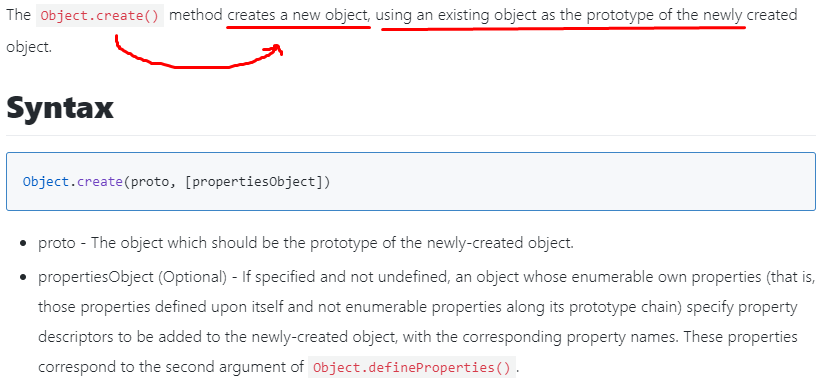 The Object.create() method creates a new object, using an existing object as the prototype of the newly created
object.
Syntax
Object.create(proto, [propertiesObject])
proto - The object which should be the prototype of the newly-created object.
propertiesObject (Optional) - If specified and not undefined, an object whose enumerable own properties (that is,
those properties defined upon itself and not enumerable properties along its prototype chain) specify property
descriptors to be added to the newly-created object, with the corresponding property names. These properties
correspond to the second argument of Object.defineProperties().